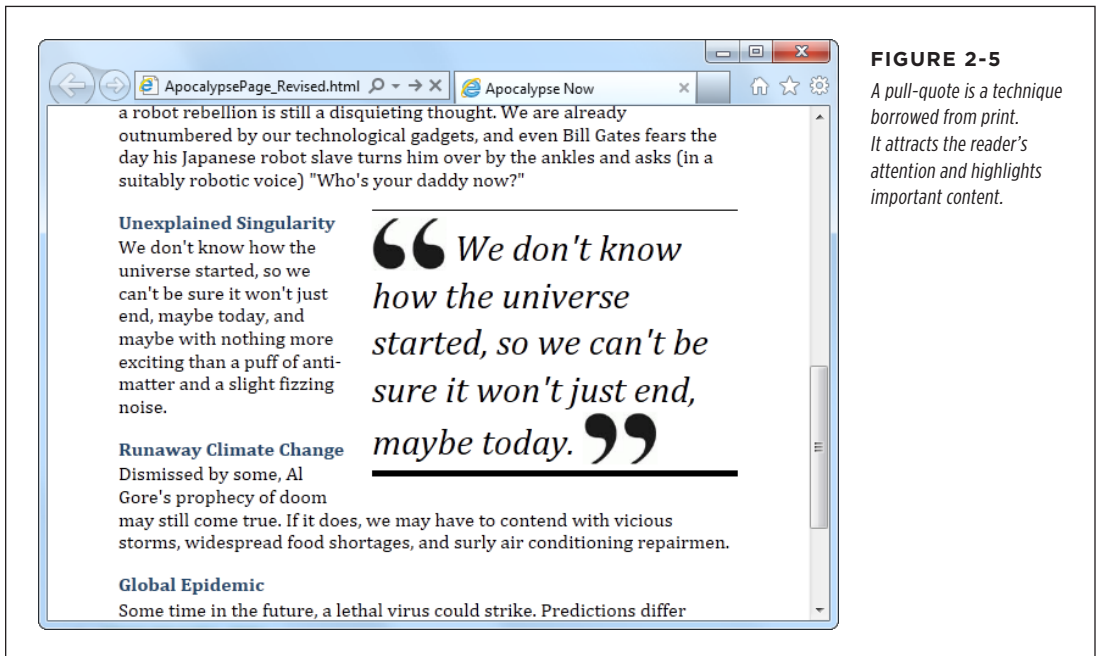 ApocalypsePage_Revised.html
Apocalypse Now
a robot rebellion is still a disquieting thought. We are already
outnumbered by our technological gadgets, and even Bill Gates fears the
day his Japanese robot slave turns him over by the ankles and asks (in a
suitably robotic voice) "Who's your daddy now?"
Unexplained Singularity
We don't know how the
universe started, so we
can't be sure it won't just
end, maybe today, and
maybe with nothing more
exciting than a puff of anti-
matter and a slight fizzing
noise.
“ We don't know
how the universe
started, so we can't be
sure it won't just end,
maybe today. ”
Runaway Climate Change
Dismissed by some, Al
Gore's prophecy of doom
may still come true. If it does, we may have to contend with vicious
storms, widespread food shortages, and surly air conditioning repairmen.
Global Epidemic
Some time in the future, a lethal virus could strike. Predictions differ
FIGURE 2-5
A pull-quote is a technique
borrowed from print.
It attracts the reader’s
attention and highlights
important content.